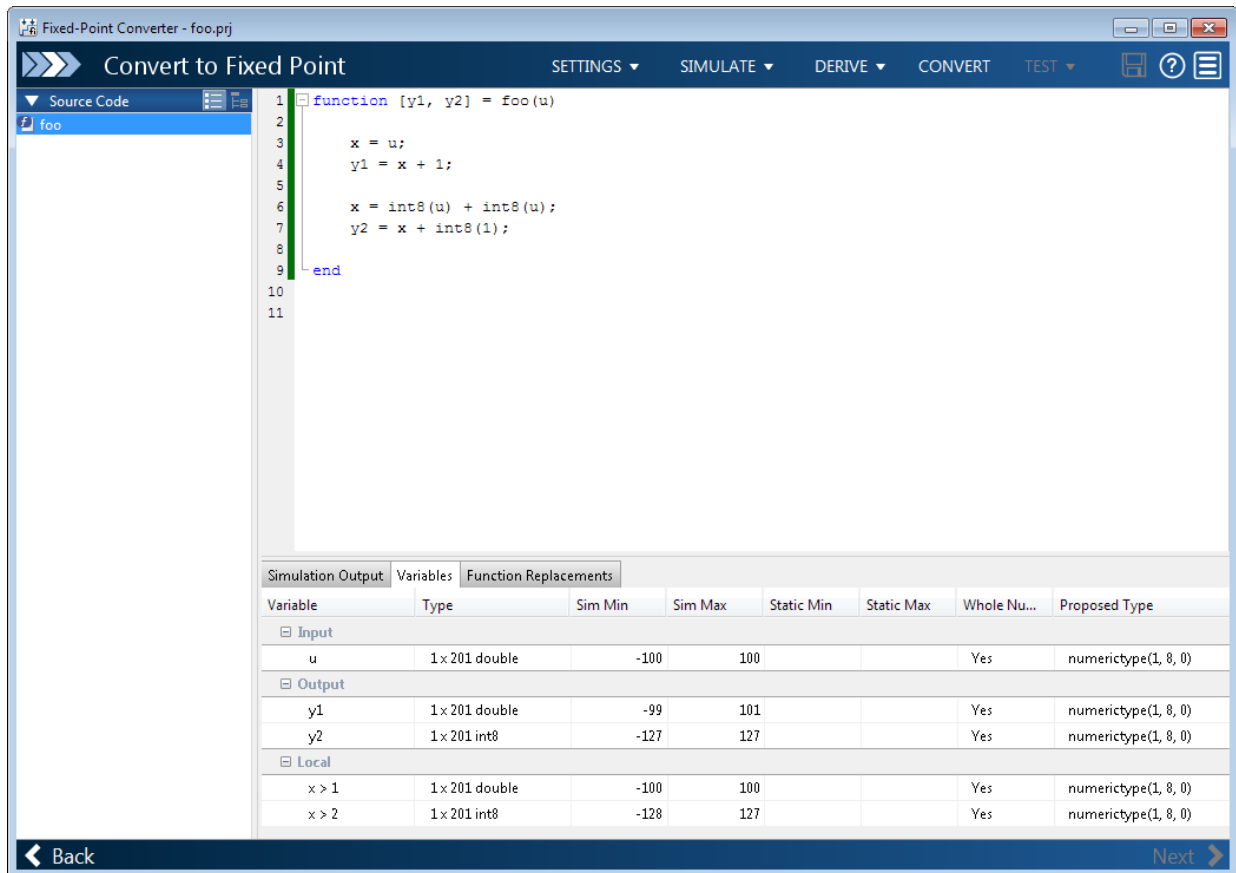 Fixed-Point Converter - foo.prj
Convert to Fixed Point SETTINGS SIMULATE DERIVE CONVERT TEST
Source Code
foo
1 function [y1, y2] = foo(u)
2
3 x = u;
4 y1 = x + 1;
5
6 x = int8(u) + int8(u);
7 y2 = x + int8(1);
8
9 end
10
11
Simulation Output Variables Function Replacements
Variable Type Sim Min Sim Max Static Min Static Max Whole Nu... Proposed Type
Input
u 1 x 201 double -100 100 Yes numerictype(1, 8, 0)
Output
y1 1 x 201 double -99 101 Yes numerictype(1, 8, 0)
y2 1 x 201 int8 -127 127 Yes numerictype(1, 8, 0)
Local
x > 1 1 x 201 double -100 100 Yes numerictype(1, 8, 0)
x > 2 1 x 201 int8 -128 127 Yes numerictype(1, 8, 0)
Back Next